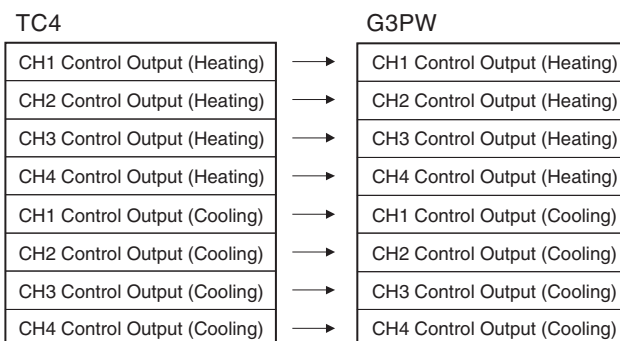 TC4
G3PW
CH1 Control Output (Heating)
CH1 Control Output (Heating)
CH2 Control Output (Heating)
CH2 Control Output (Heating)
CH3 Control Output (Heating)
CH3 Control Output (Heating)
CH4 Control Output (Heating)
CH4 Control Output (Heating)
CH1 Control Output (Cooling)
CH1 Control Output (Cooling)
CH2 Control Output (Cooling)
CH2 Control Output (Cooling)
CH3 Control Output (Cooling)
CH3 Control Output (Cooling)
CH4 Control Output (Cooling)
CH4 Control Output (Cooling)